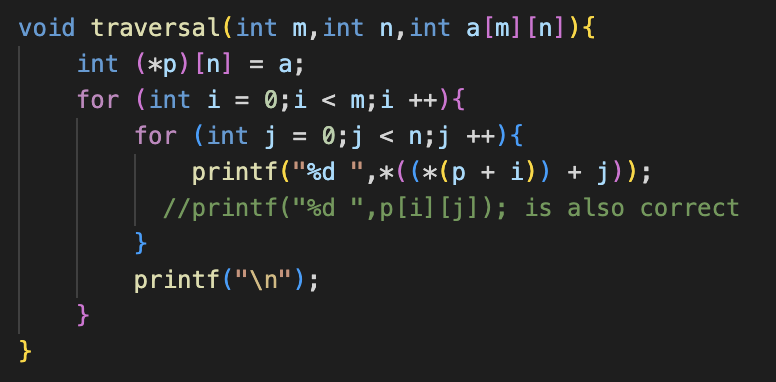 void traversal(int m,int n,int a[m][n]){
    int (*p)[n] = a;
    for (int i = 0;i < m;i ++){
        for (int j = 0;j < n;j ++){
            printf("%d ",*((*(p + i)) + j));
          //printf("%d ",p[i][j]); is also correct
        }
        printf("\n");
    }
}